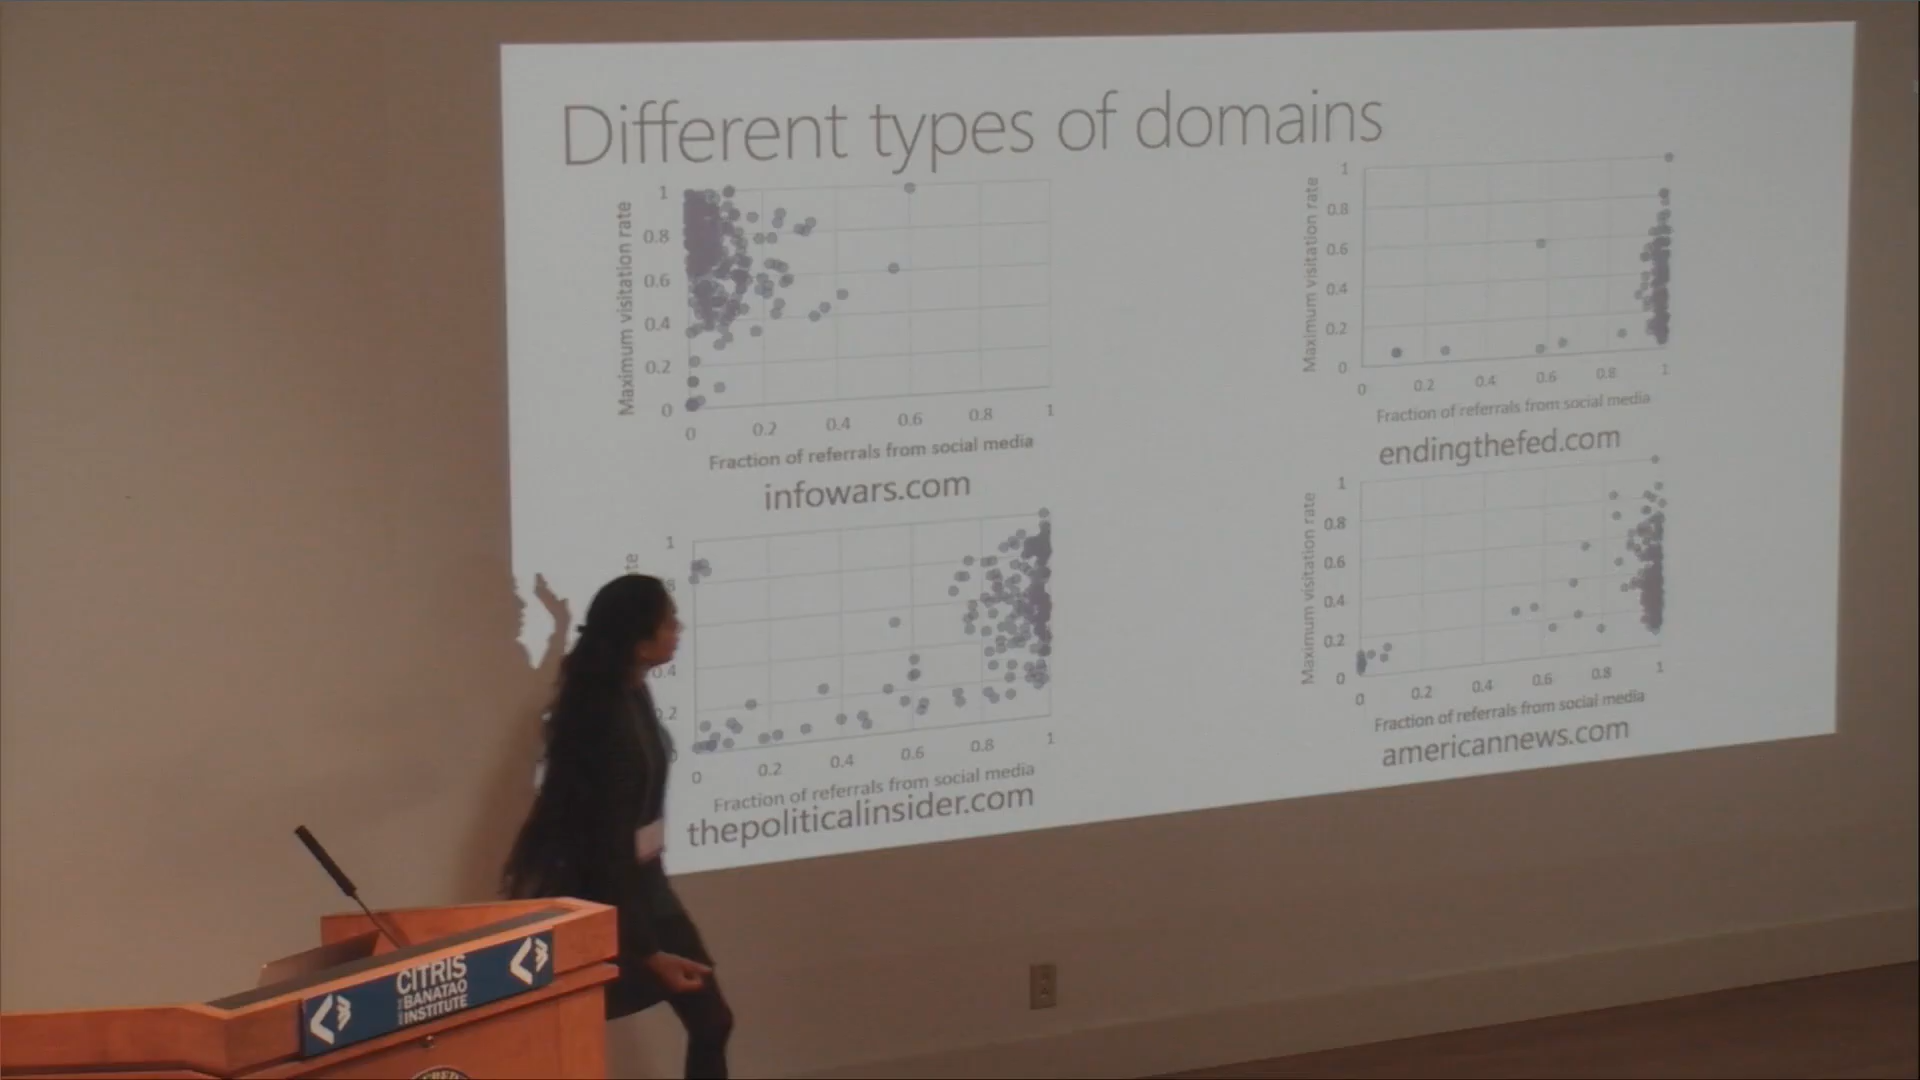 Different types of domains
Maximum visitation rate
1
0.8
0.6
0.4
0.2
0
0 0.2 0.4 0.6 0.8 1
Fraction of referrals from social media
infowars.com
Maximum visitation rate
1
0.8
0.6
0.4
0.2
0
0 0.2 0.4 0.6 0.8 1
Fraction of referrals from social media
endingthefed.com
1
0.4
0 0.2 0.4 0.6 0.8 1
Fraction of referrals from social media
thepoliticalinsider.com
Maximum visitation rate
1
0.8
0.6
0.4
0.2
0
0 0.2 0.4 0.6 0.8 1
Fraction of referrals from social media
americannews.com
CITRIS
BANATAO
INSTITUTE